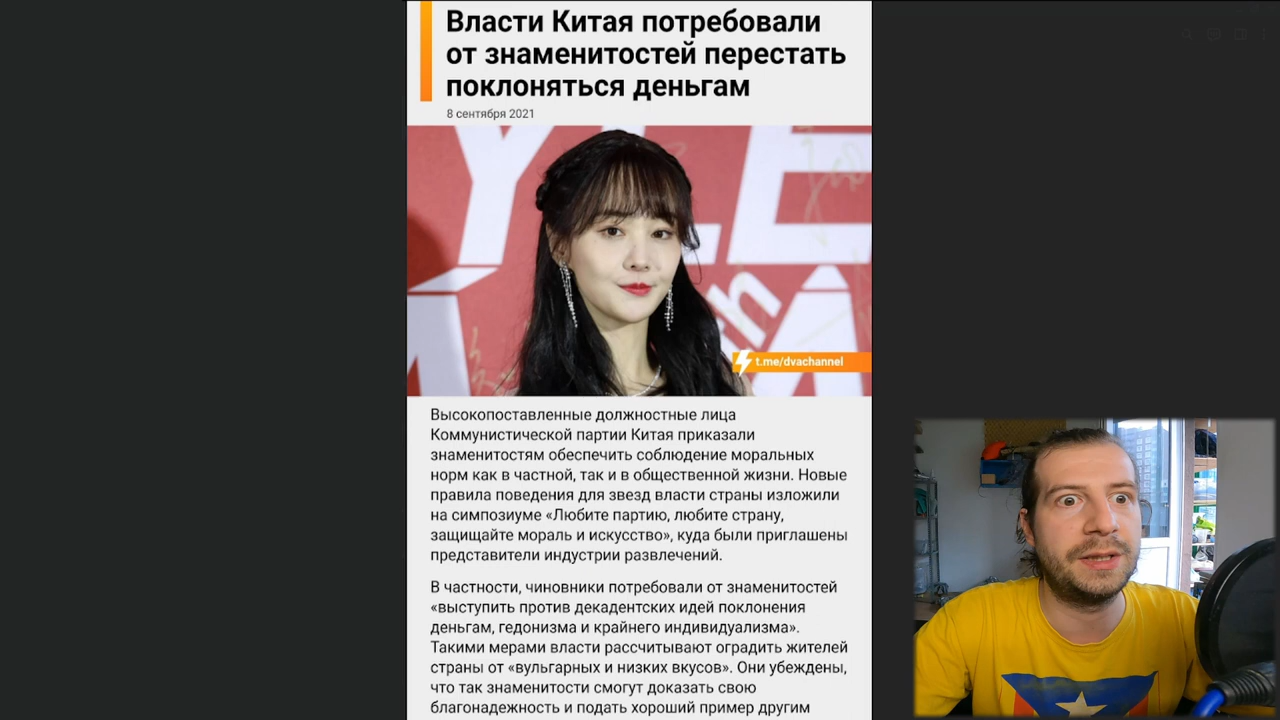 Власти Китая потребовали
от знаменитостей перестать
поклоняться деньгам
8 сентября 2021
t.me/dvachannel
Высокопоставленные должностные лица
Коммунистической партии Китая приказали
знаменитостям обеспечить соблюдение моральных
норм как в частной, так и в общественной жизни. Новые
правила поведения для звезд власти страны изложили
на симпозиуме «Любите партию, любите страну,
защищайте мораль и искусство», куда были приглашены
представители индустрии развлечений.
В частности, чиновники потребовали от знаменитостей
«выступить против декадентских идей поклонения
деньгам, гедонизма и крайнего индивидуализма».
Такими мерами власти рассчитывают оградить жителей
страны от «вульгарных и низких вкусов». Они убеждены,
что так знаменитости смогут доказать свою
благонадежность и подать хороший пример другим